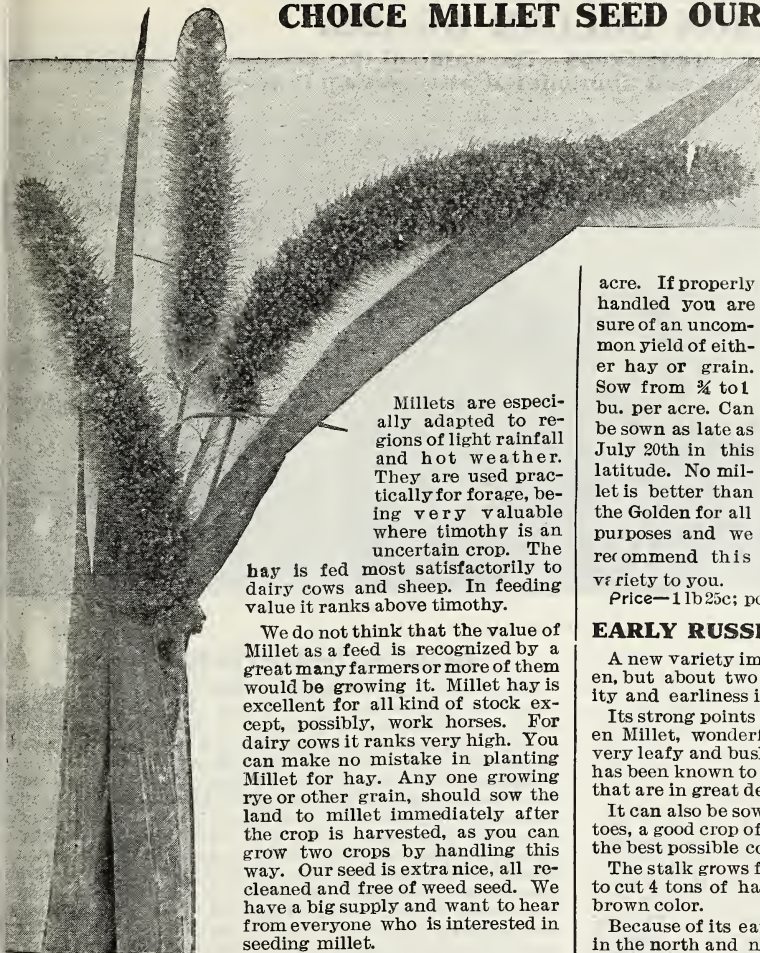 CHOICE MILLET SEED OUR
Millets are especi-
ally adapted to re-
gions of light rainfall
and hot weather.
They are used prac-
tically for forage, be-
ing very valuable
where timothy is an
uncertain crop. The
hay is fed most satisfactorily to
dairy cows and sheep. In feeding
value it ranks above timothy.
We do not think that the value of
Millet as a feed is recognized by a
great many farmers or more of them
would be growing it. Millet hay is
excellent for all kind of stock ex-
cept, possibly, work horses. For
dairy cows it ranks very high. You
can make no mistake in planting
Millet for hay. Any one growing
rye or other grain, should sow the
land to millet immediately after
the crop is harvested, as you can
grow two crops by handling this
way. Our seed is extra nice, all re-
cleaned and free of weed seed. We
have a big supply and want to hear
from everyone who is interested in
seeding millet.
acre. If properly
handled you are
sure of an uncom-
mon yield of eith-
er hay or grain.
Sow from ¾ to 1
bu. per acre. Can
be sown as late as
July 20th in this
latitude. No mil-
let is better than
the Golden for all
purposes and we
recommend this
variety to you.
Price—1 lb 25c; po
EARLY RUSSI
A new variety im
en, but about two
ity and earliness i
Its strong points
en Millet, wonderf
very leafy and bus
has been known to
that are in great de
It can also be sow
toes, a good crop of
the best possible co
The stalk grows f
to cut 4 tons of ha
brown color.
Because of its ea
in the north and n